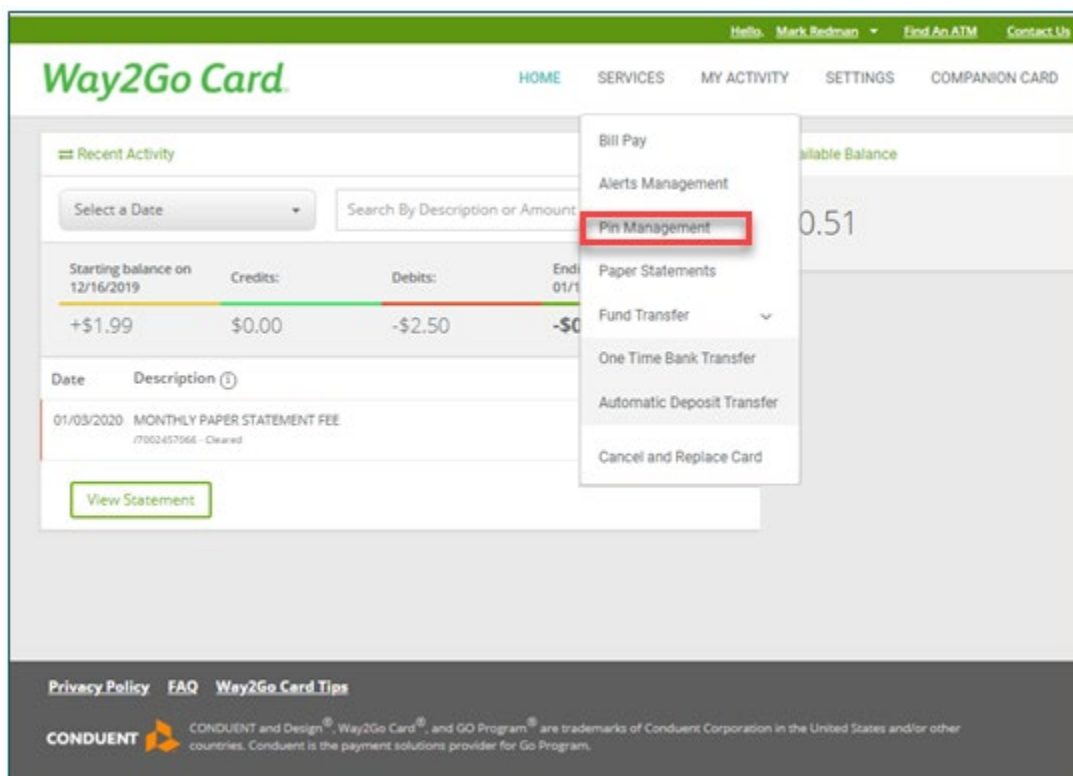 Hello, Mark Redman Find An ATM Contact Us
Way2Go Card
HOME SERVICES MY ACTIVITY SETTINGS COMPANION CARD
Recent Activity
Balance
Select a Date
Search By Description or Amount
0.51
Starting balance on 12/16/2019
Credits:
Debits:
+$1.99
$0.00
-$2.50
Date Description
01/03/2020 MONTHLY PAPER STATEMENT FEE
/7002457066 - Cleared
View Statement
Bill Pay
Alerts Management
Pin Management
Paper Statements
Fund Transfer
One Time Bank Transfer
Automatic Deposit Transfer
Cancel and Replace Card
Privacy Policy FAQ Way2Go Card Tips
CONDUENT
CONDUENT and Design®, Way2Go Card®, and GO Program® are trademarks of Conduent Corporation in the United States and/or other
countries. Conduent is the payment solutions provider for Go Program.